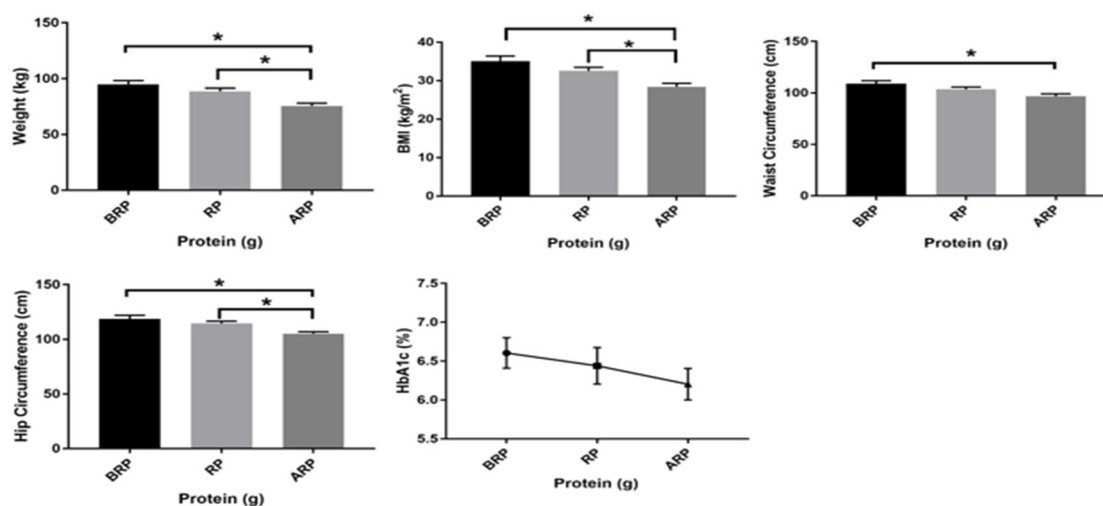 Weight (kg)
150
100
50
0
*
*
BRP
RP
ARP
Protein (g)
BMI (kg/m²)
40
30
20
10
0
*
*
BRP
RP
ARP
Protein (g)
Waist Circumference (cm)
150
100
50
0
*
BRP
RP
ARP
Protein (g)
Hip Circumference (cm)
150
100
50
0
*
*
BRP
RP
ARP
Protein (g)
HbA1c (%)
7.5
7.0
6.5
6.0
5.5
BRP
RP
ARP
Protein (g)